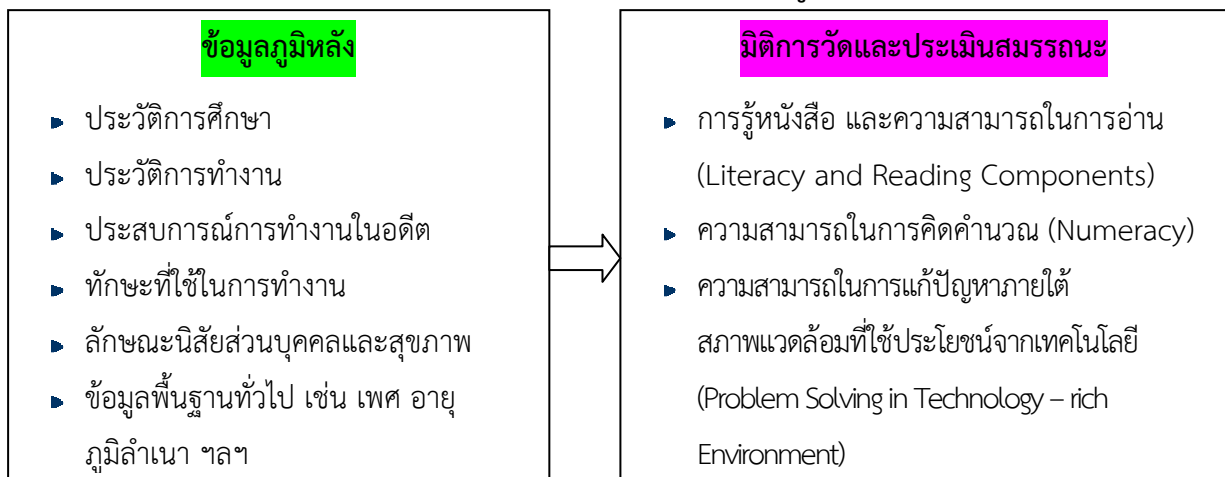 ข้อมูลภูมิหลัง
ประวัติการศึกษา
ประวัติการทำงาน
ประสบการณ์การทำงานในอดีต
ทักษะที่ใช้ในการทำงาน
ลักษณะนิสัยส่วนบุคคลและสุขภาพ
ข้อมูลพื้นฐานทั่วไป เช่น เพศ อายุ
ภูมิลำเนา ฯลฯ
มิติการวัดและประเมินสมรรถนะ
การรู้หนังสือ และความสามารถในการอ่าน
(Literacy and Reading Components)
ความสามารถในการคิดคำนวณ (Numeracy)
ความสามารถในการแก้ปัญหาภายใต้
สภาพแวดล้อมที่ใช้ประโยชน์จากเทคโนโลยี
(Problem Solving in Technology – rich
Environment)